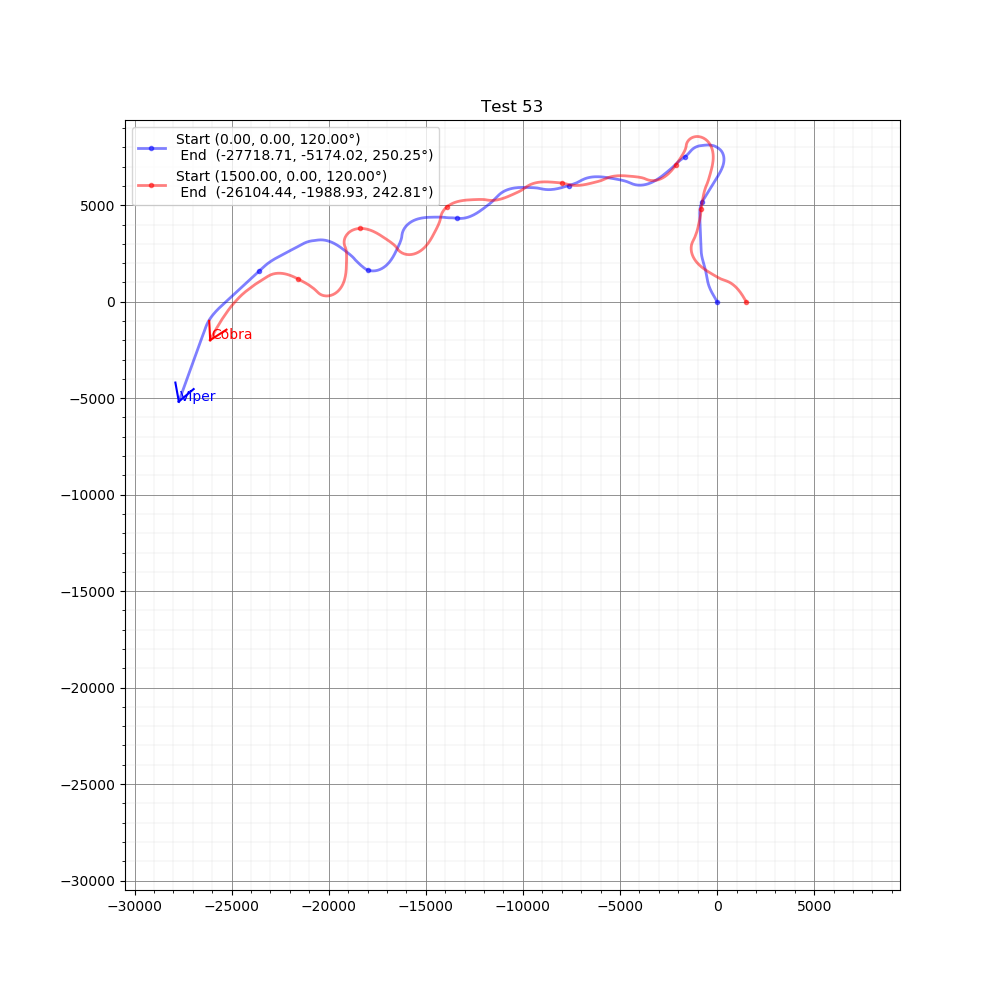 Test 53
Start (0.00, 0.00, 120.00°)
End (-27718.71, -5174.02, 250.25°)
Start (1500.00, 0.00, 120.00°)
End (-26104.44, -1988.93, 242.81°)
5000
0
−5000
−10000
−15000
−20000
−25000
−30000
Cobra
Viper
−30000 −25000 −20000 −15000 −10000 −5000 0 5000